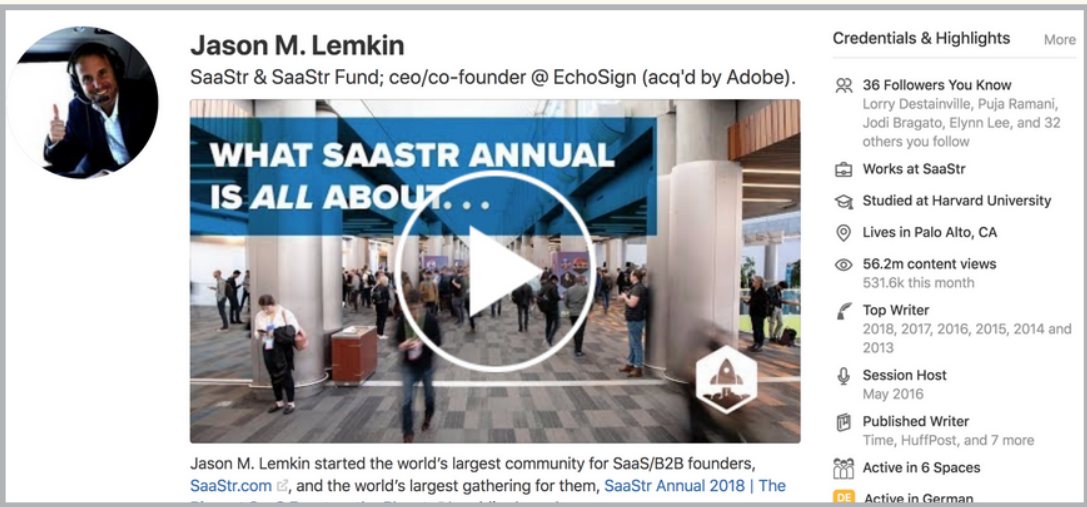 Jason M. Lemkin
SaaStr & SaaStr Fund; ceo/co-founder @ EchoSign (acq'd by Adobe).
WHAT SAASTR ANNUAL
IS ALL ABOUT...
Jason M. Lemkin started the world's largest community for SaaS/B2B founders,
SaaStr.com, and the world's largest gathering for them, SaaStr Annual 2018 | The
Credentials & Highlights
More
36 Followers You Know
Lorry Destainville, Puja Ramani,
Jodi Bragato, Elynn Lee, and 32
others you follow
Works at SaaStr
Studied at Harvard University
Lives in Palo Alto, CA
56.2m content views
531.6k this month
Top Writer
2018, 2017, 2016, 2015, 2014 and
2013
Session Host
May 2016
Published Writer
Time, HuffPost, and 7 more
Active in 6 Spaces
DE
Active in German